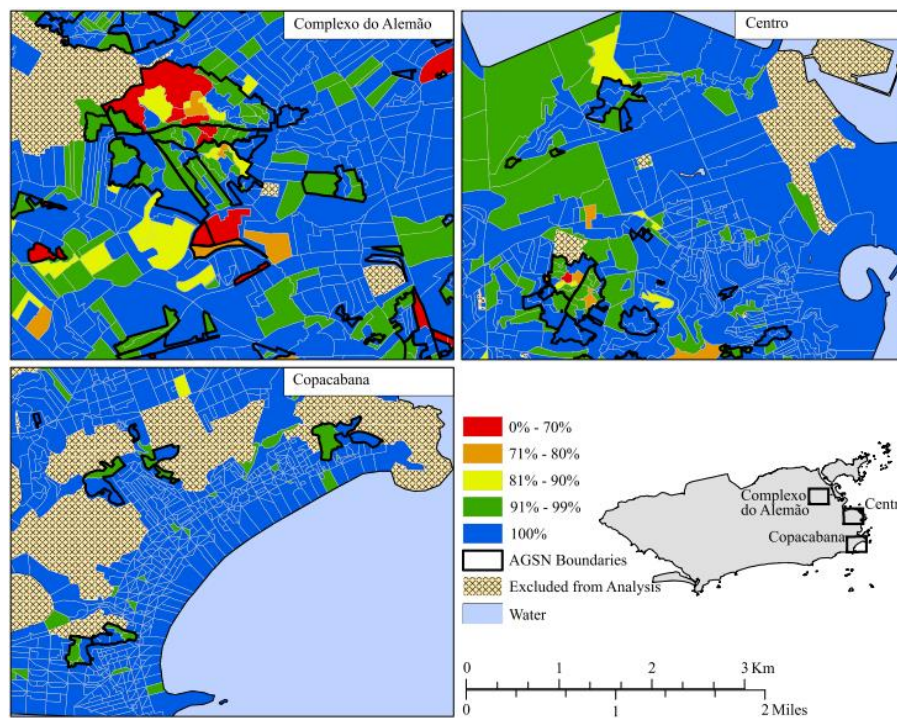 Complexo do Alemão
Centro
Copacabana
0% - 70%
71% - 80%
81% - 90%
91% - 99%
100%
AGSN Boundaries
Excluded from Analysis
Water
Complexo
do Alemão
Centr
Copacabana
0 1 2 3 Km
0 1 2 Miles